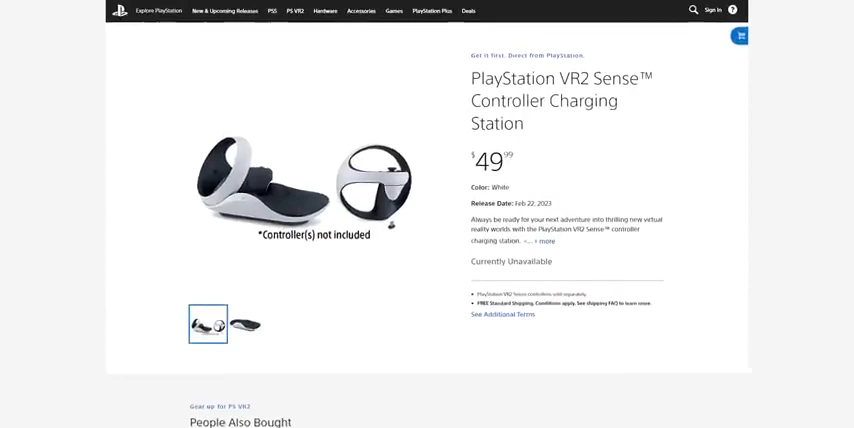 Explore PlayStation New & Upcoming Releases PS5 PS VR2 Hardware Accessories Games PlayStation Plus Deals Sign In
Get it first. Direct from PlayStation.
PlayStation VR2 Sense™
Controller Charging
Station
$49.99
Color: White
Release Date: Feb 22, 2023
Always be ready for your next adventure into thrilling new virtual
reality worlds with the PlayStation VR2 Sense™ controller
charging station. •... + more
Currently Unavailable
• PlayStation VR2 Sense controllers sold separately.
• FREE Standard Shipping. Conditions apply. See shipping FAQ to learn more.
See Additional Terms
*Controller(s) not included
Gear up for PS VR2
People Also Bought